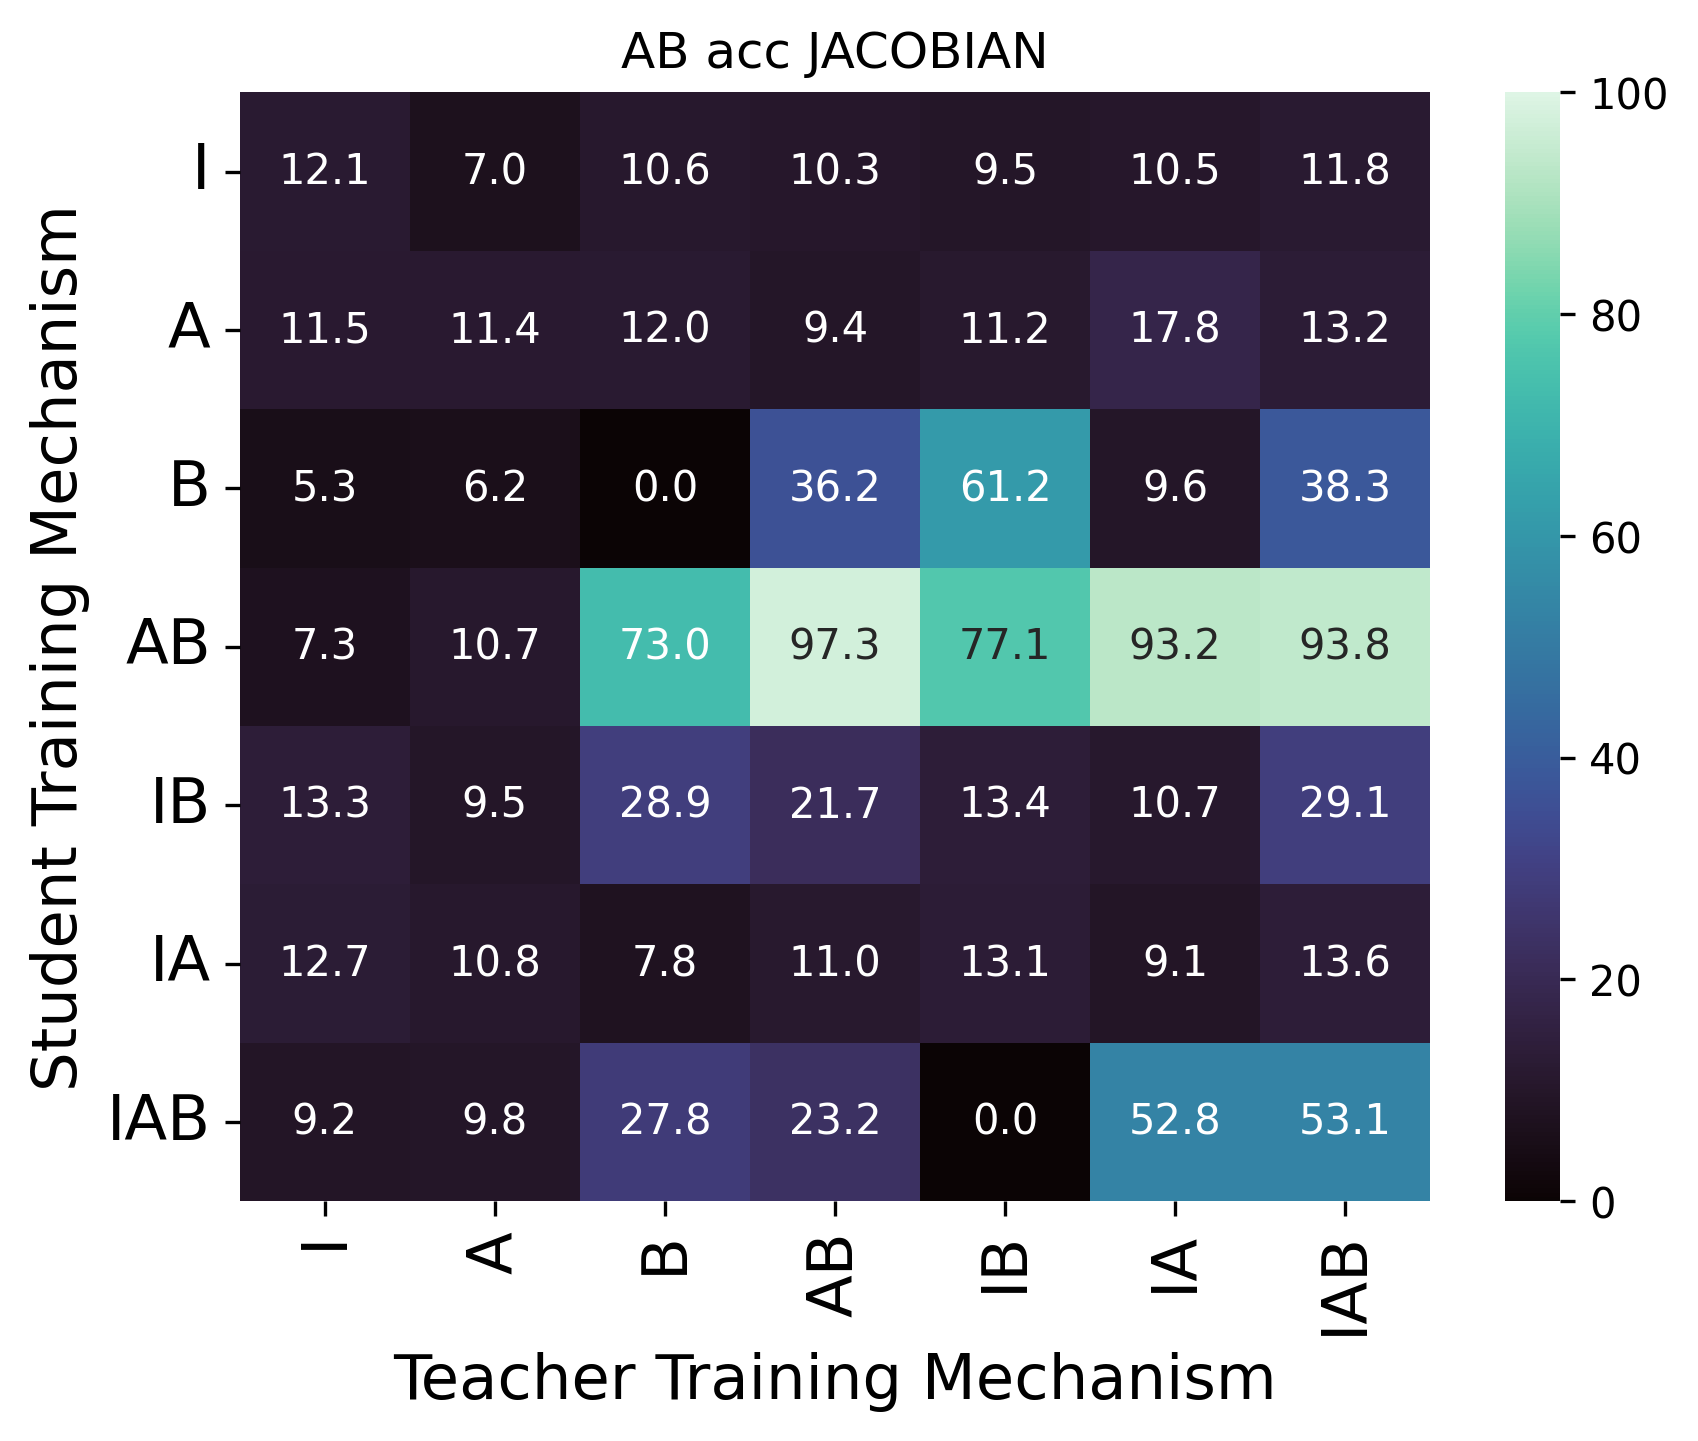 AB acc JACOBIAN
Student Training Mechanism
I 12.1 7.0 10.6 10.3 9.5 10.5 11.8
A 11.5 11.4 12.0 9.4 11.2 17.8 13.2
B 5.3 6.2 0.0 36.2 61.2 9.6 38.3
AB 7.3 10.7 73.0 97.3 77.1 93.2 93.8
IB 13.3 9.5 28.9 21.7 13.4 10.7 29.1
IA 12.7 10.8 7.8 11.0 13.1 9.1 13.6
IAB 9.2 9.8 27.8 23.2 0.0 52.8 53.1
I A B AB IB IA IAB
Teacher Training Mechanism
100
80
60
40
20
0